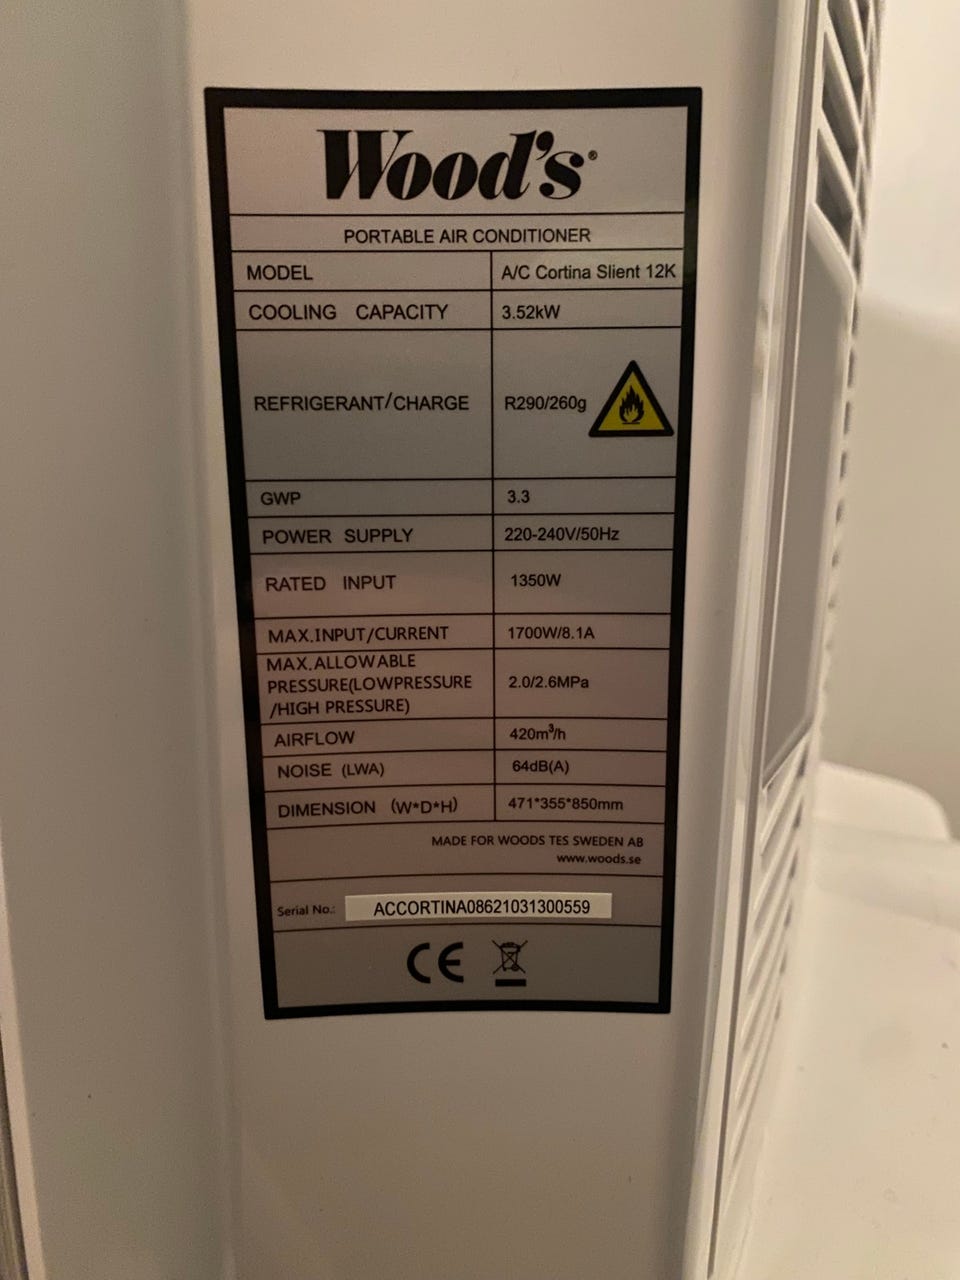 Wood's®
PORTABLE AIR CONDITIONER
MODEL A/C Cortina Slient 12K
COOLING CAPACITY 3.52kW
REFRIGERANT/CHARGE R290/260g
GWP 3.3
POWER SUPPLY 220-240V/50Hz
RATED INPUT 1350W
MAX.INPUT/CURRENT 1700W/8.1A
MAX.ALLOWABLE
PRESSURE(LOWPRESSURE 2.0/2.6MPa
/HIGH PRESSURE)
AIRFLOW 420m³/h
NOISE (LWA) 64dB(A)
DIMENSION (W*D*H) 471*355*850mm
MADE FOR WOODS TES SWEDEN AB
www.woods.se
Serial No.: ACCORTINA08621031300559
CE